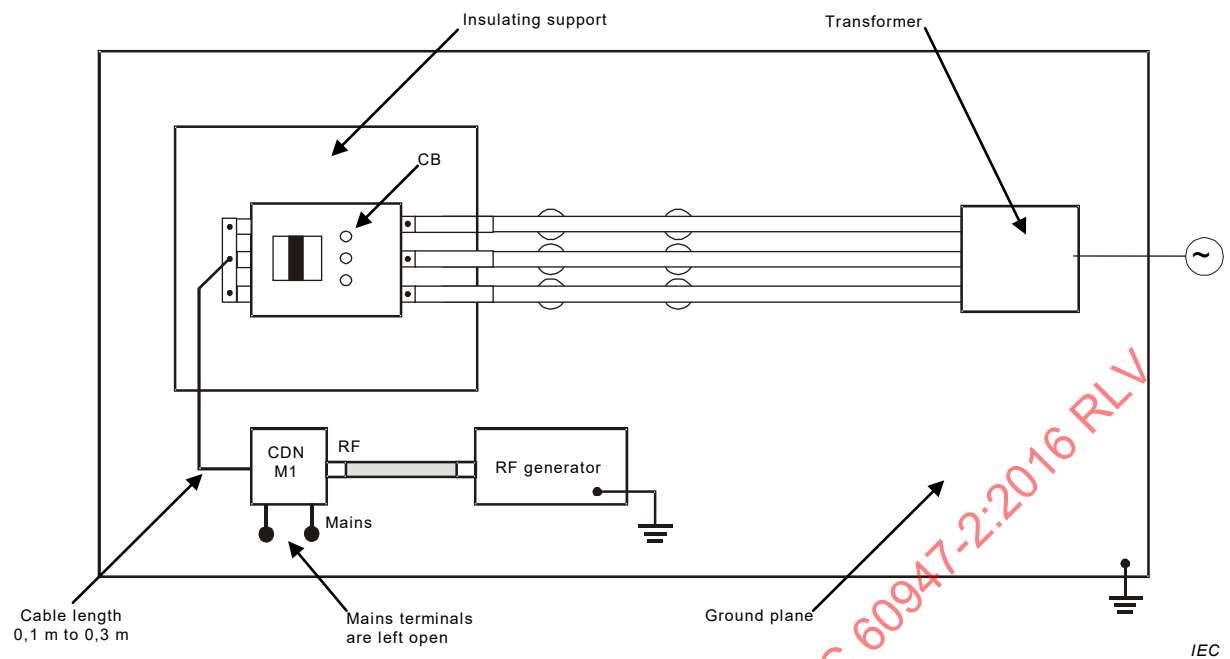 Insulating support
Transformer
CB
~
CDN
M1
RF
RF generator
Mains
Cable length
0,1 m to 0,3 m
Mains terminals
are left open
Ground plane
C 60947-2:2016 RLV
IEC